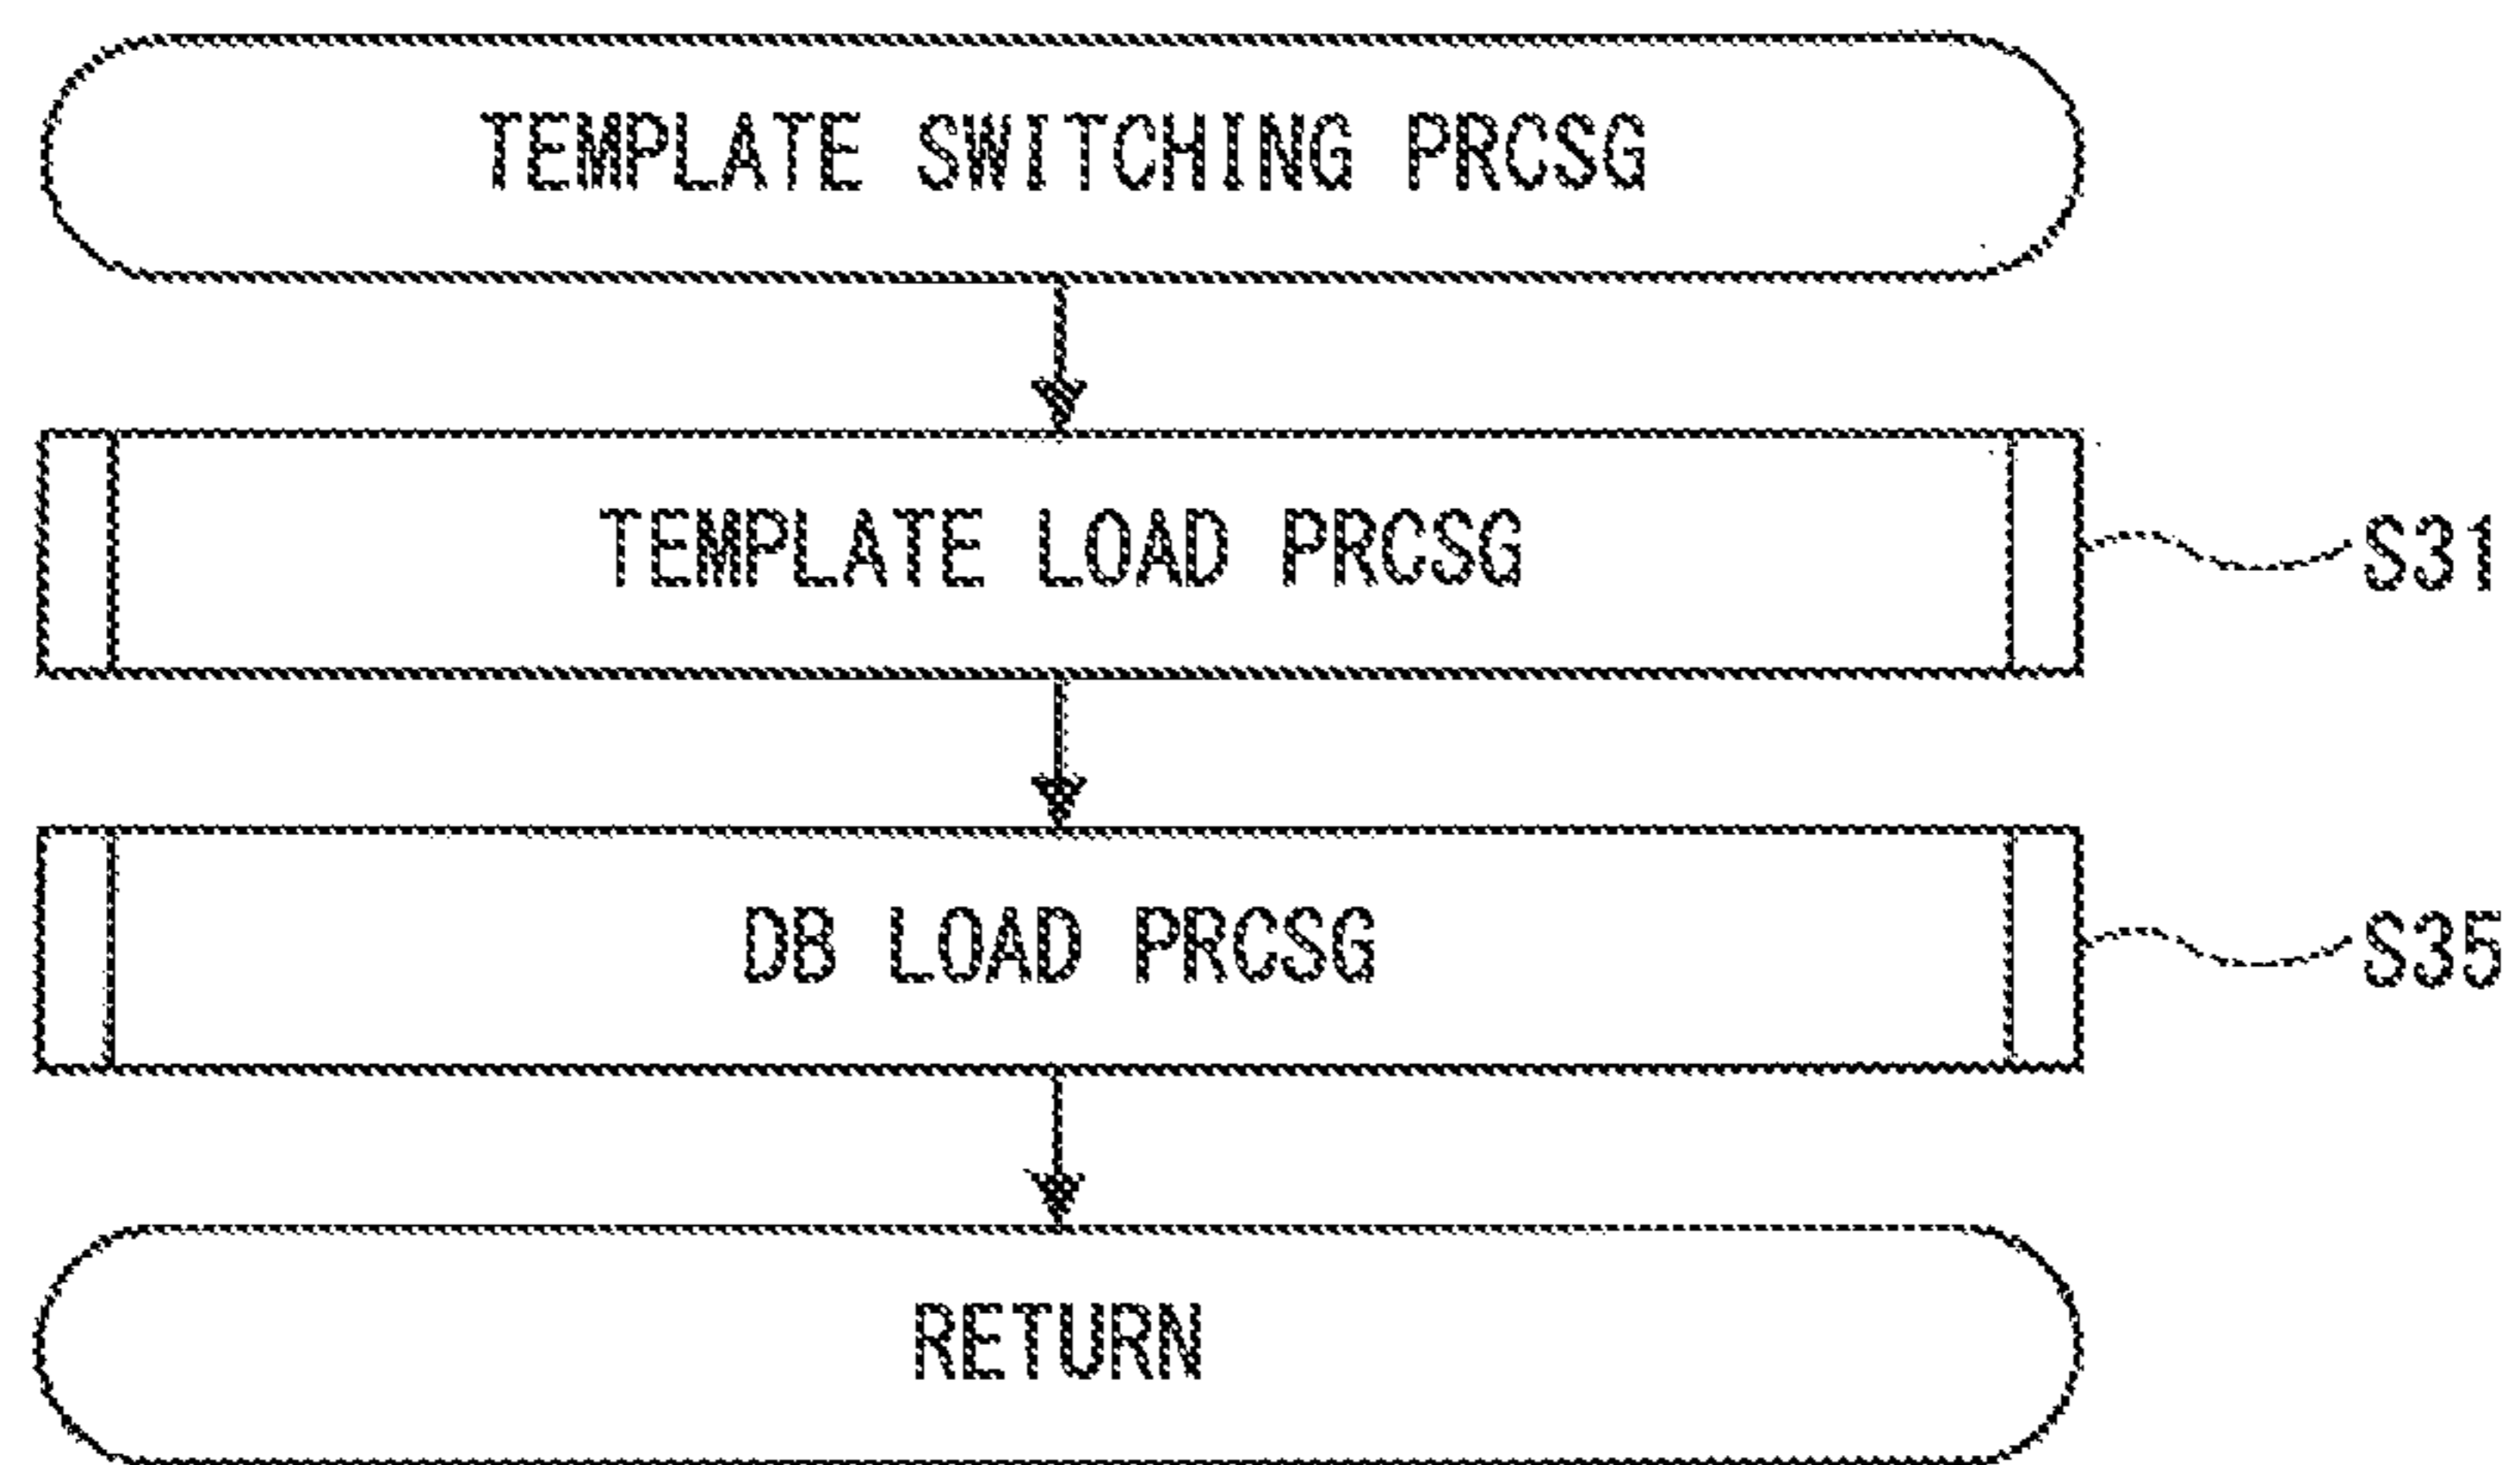 TEMPLATE SWITCHING PRCSG
TEMPLATE LOAD PRCSG
S31
DB LOAD PRCSG
S35
RETURN